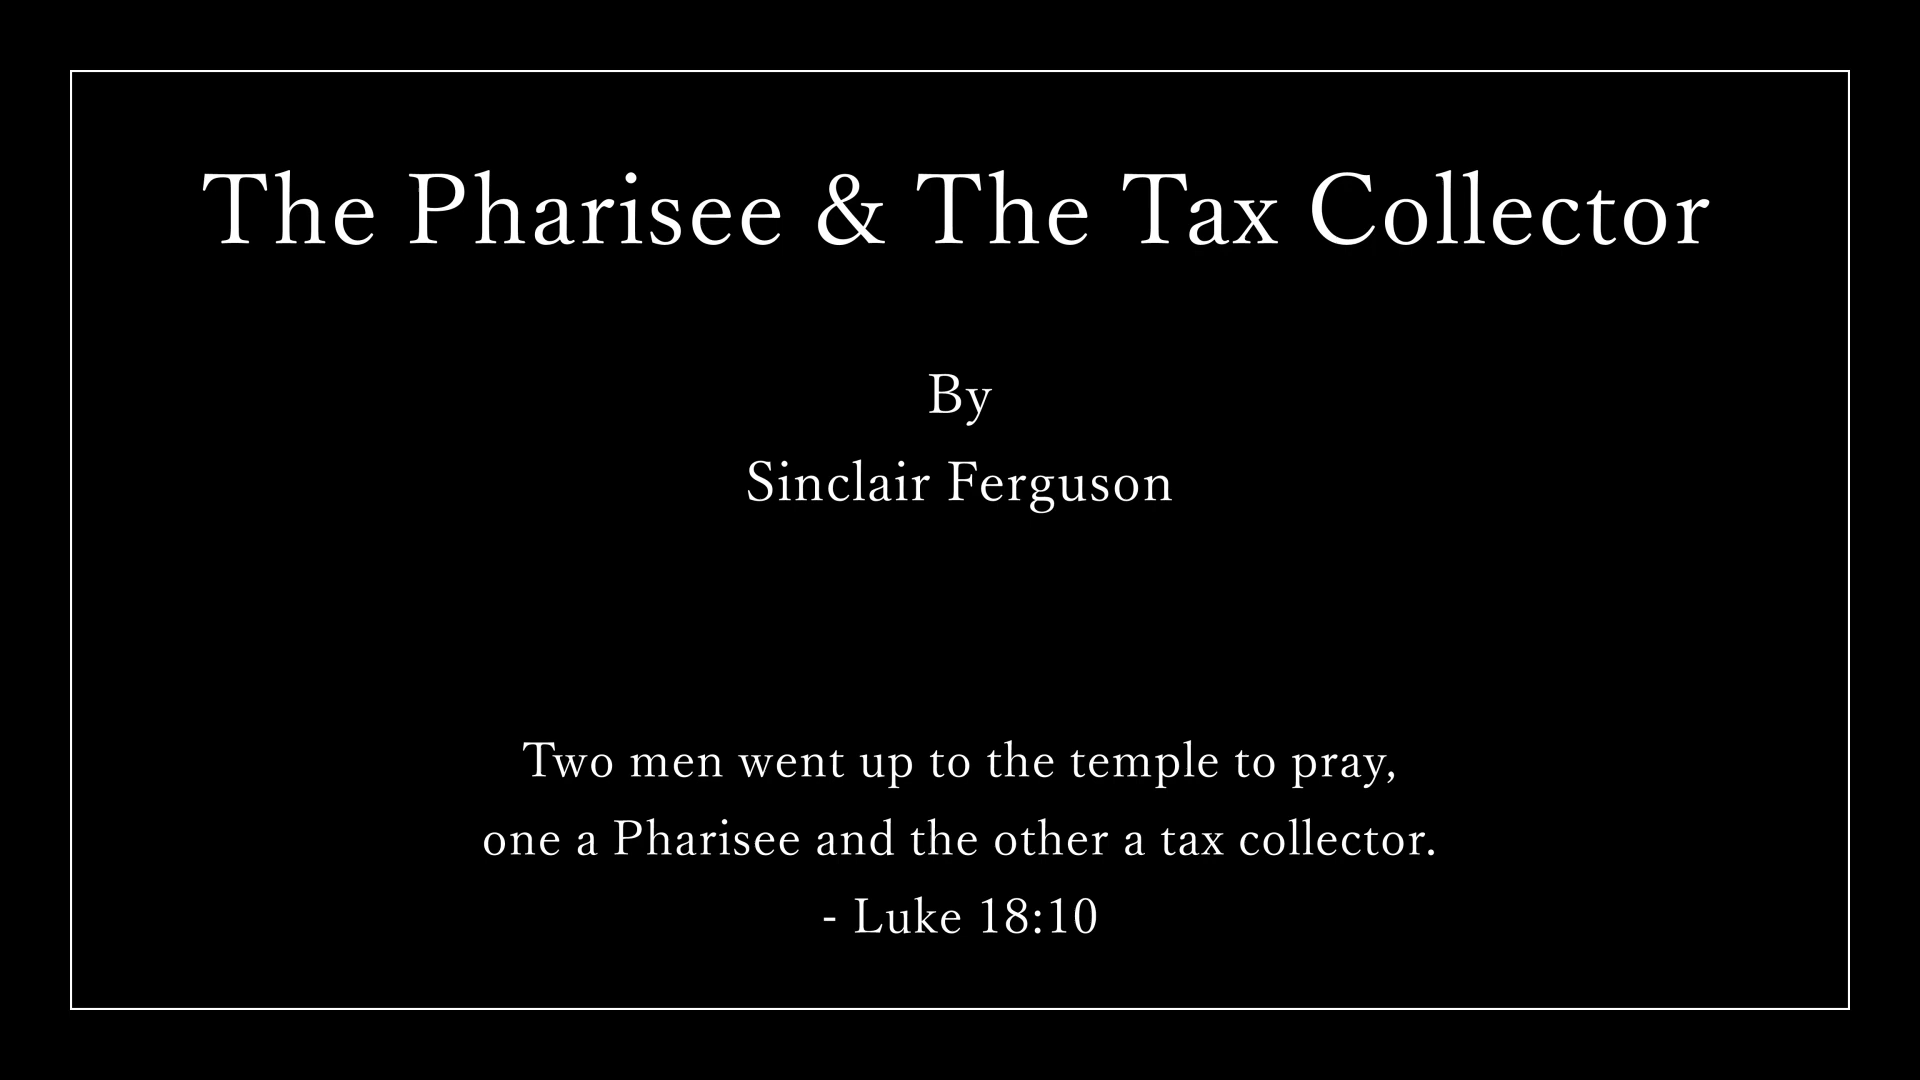 The Pharisee & The Tax Collector
By
Sinclair Ferguson
Two men went up to the temple to pray,
one a Pharisee and the other a tax collector.
- Luke 18:10